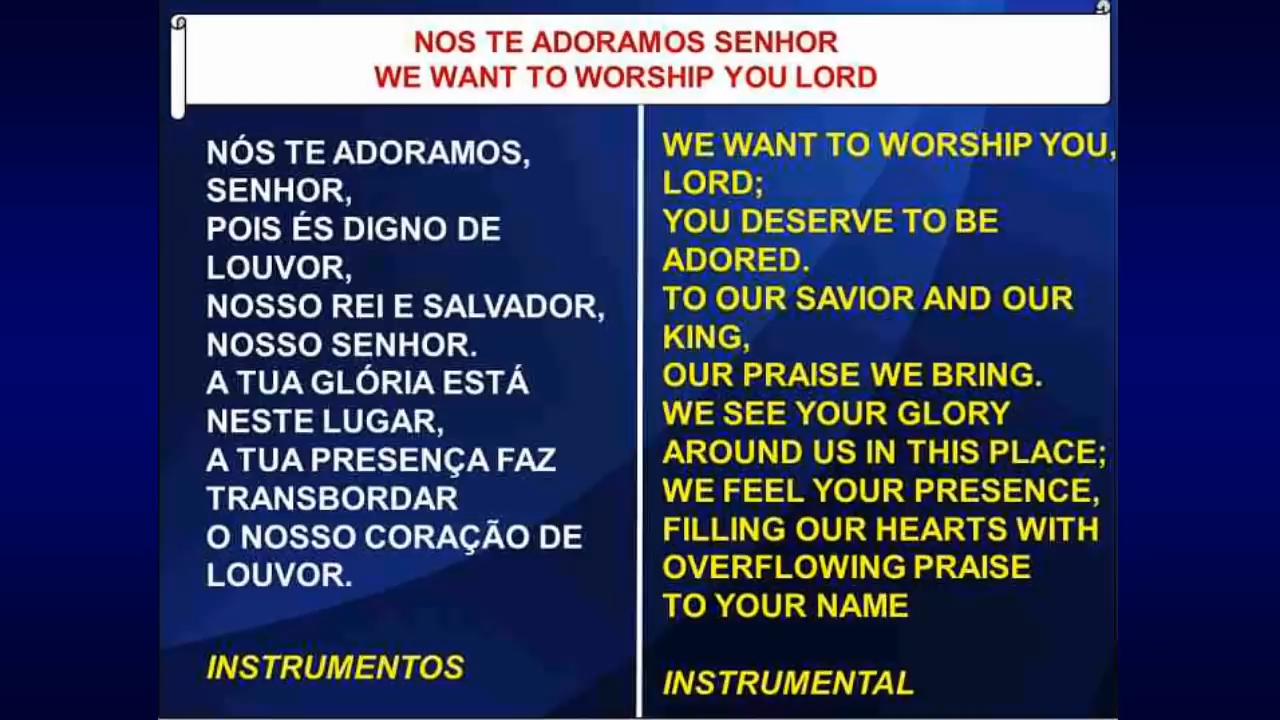 NOS TE ADORAMOS SENHOR
WE WANT TO WORSHIP YOU LORD
NÓS TE ADORAMOS,
SENHOR,
POIS ÉS DIGNO DE
LOUVOR,
NOSSO REI E SALVADOR,
NOSSO SENHOR.
A TUA GLÓRIA ESTÁ
NESTE LUGAR,
A TUA PRESENÇA FAZ
TRANSBORDAR
O NOSSO CORAÇÃO DE
LOUVOR.
INSTRUMENTOS
WE WANT TO WORSHIP YOU,
LORD;
YOU DESERVE TO BE
ADORED.
TO OUR SAVIOR AND OUR
KING,
OUR PRAISE WE BRING.
WE SEE YOUR GLORY
AROUND US IN THIS PLACE;
WE FEEL YOUR PRESENCE,
FILLING OUR HEARTS WITH
OVERFLOWING PRAISE
TO YOUR NAME
INSTRUMENTAL